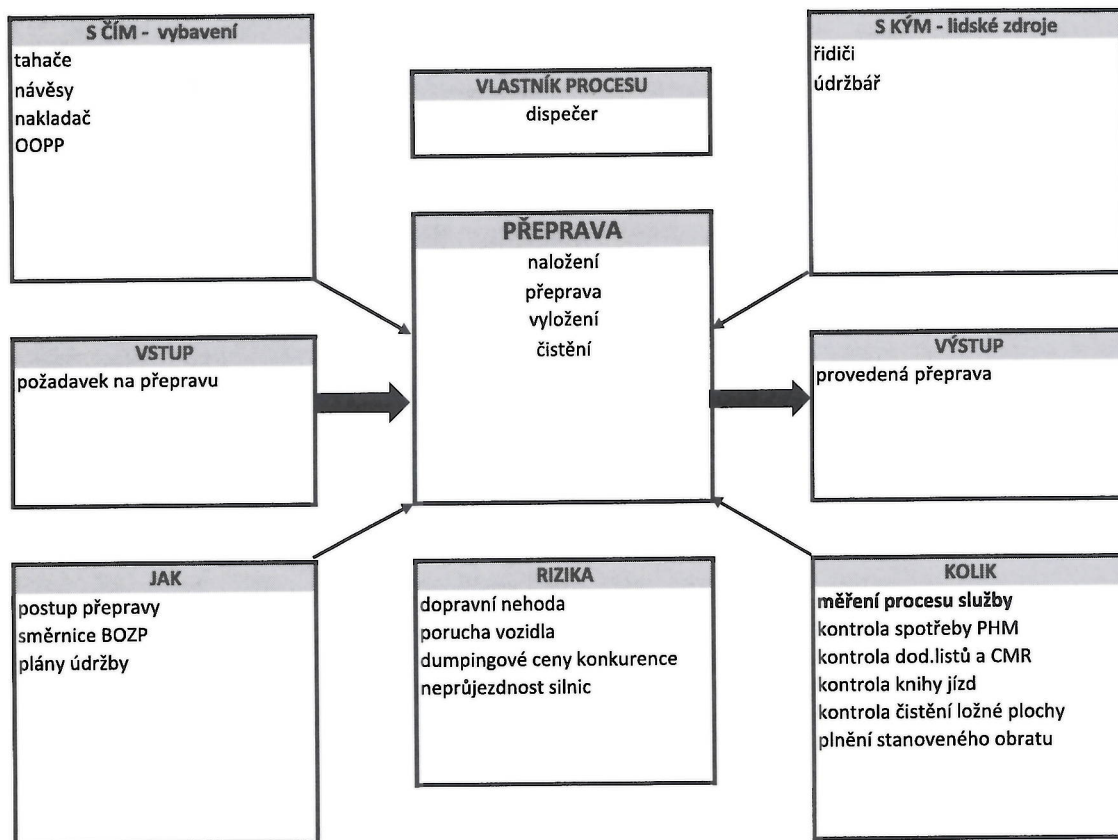 S ČÍM - vybavení
tahače
návěsy
nakladač
OOPP
VLASTNÍK PROCESU
dispečer
S KÝM - lidské zdroje
řidiči
údržbář
PŘEPRAVA
naložení
přeprava
vyložení
čistění
VSTUP
požadavek na přepravu
VÝSTUP
provedená přeprava
JAK
postup přepravy
směrnice BOZP
plány údržby
RIZIKA
dopravní nehoda
porucha vozidla
dumpingové ceny konkurence
neprůjezdnost silnic
KOLIK
měření procesu služby
kontrola spotřeby PHM
kontrola dod.listů a CMR
kontrola knihy jízd
kontrola čistění ložné plochy
plnění stanoveného obratu